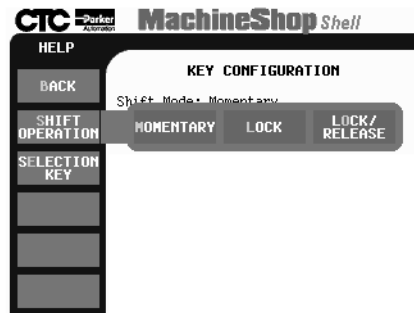 CTC Parker Automation MachineShop Shell
HELP
KEY CONFIGURATION
BACK
Shift Mode: Momentary
SHIFT OPERATION
MOMENTARY LOCK LOCK/ RELEASE
SELECTION KEY